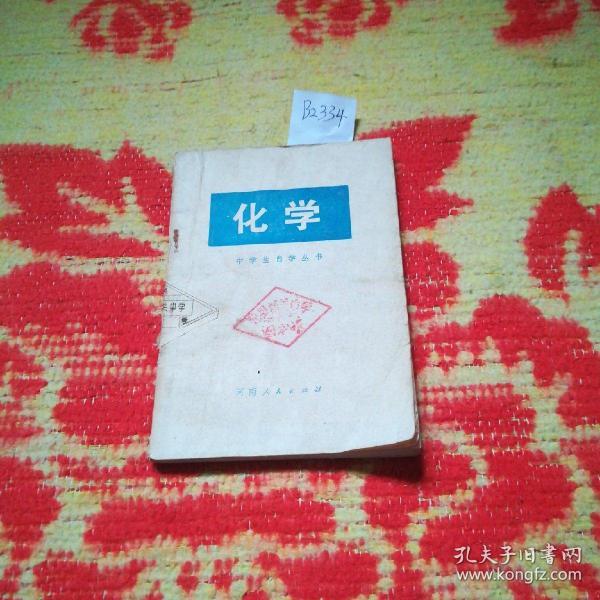 B2334
化学
中学生自学丛书
河南人民出版社
孔夫子旧书网
www.kongfz.com